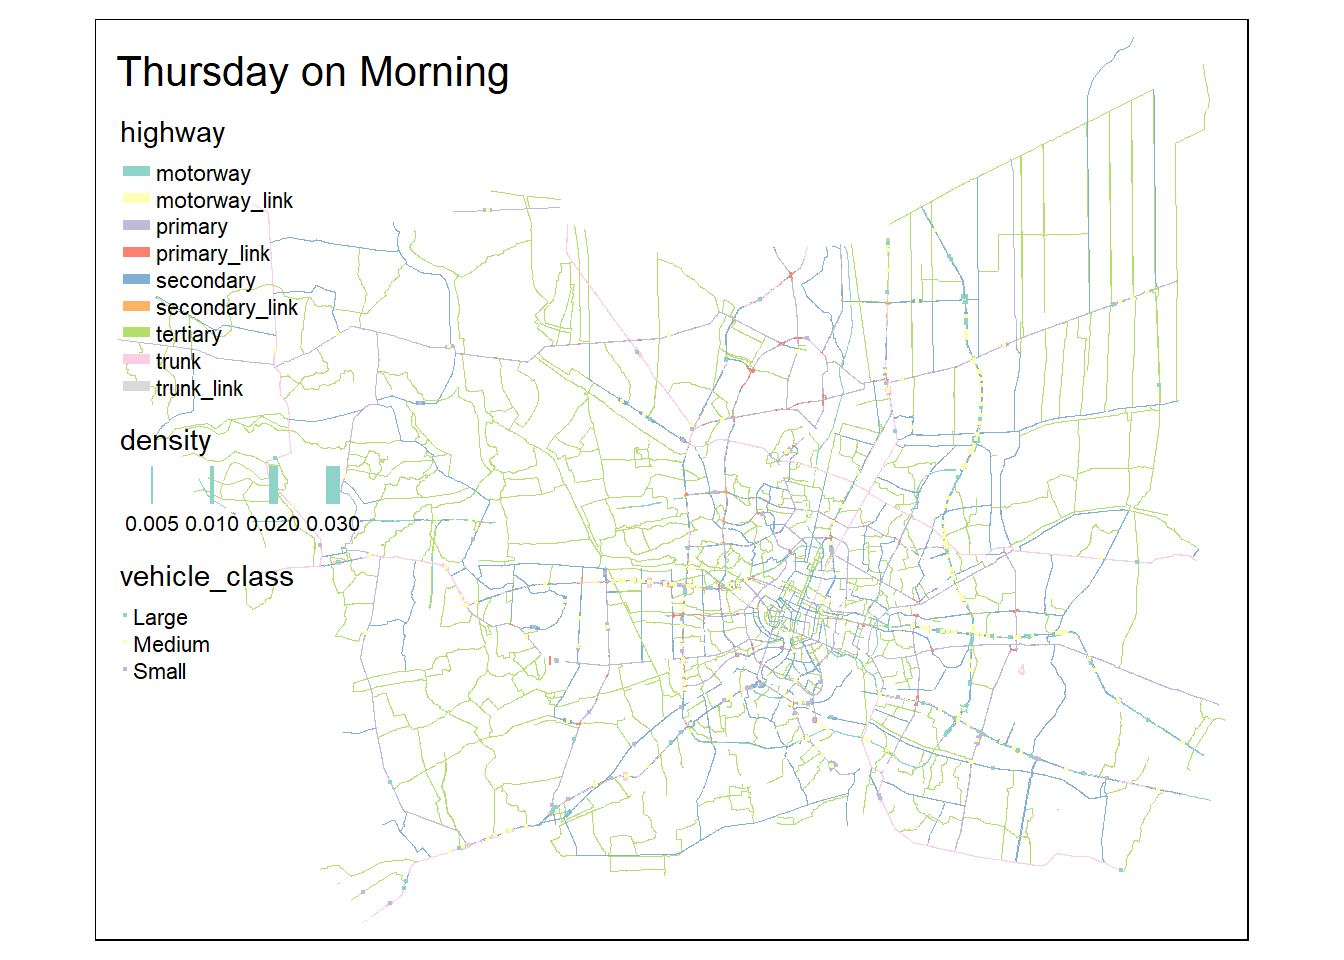 Thursday on Morning
highway
motorway
motorway_link
primary
primary_link
secondary
secondary_link
tertiary
trunk
trunk_link
density
0.005 0.010 0.020 0.030
vehicle_class
Large
Medium
Small